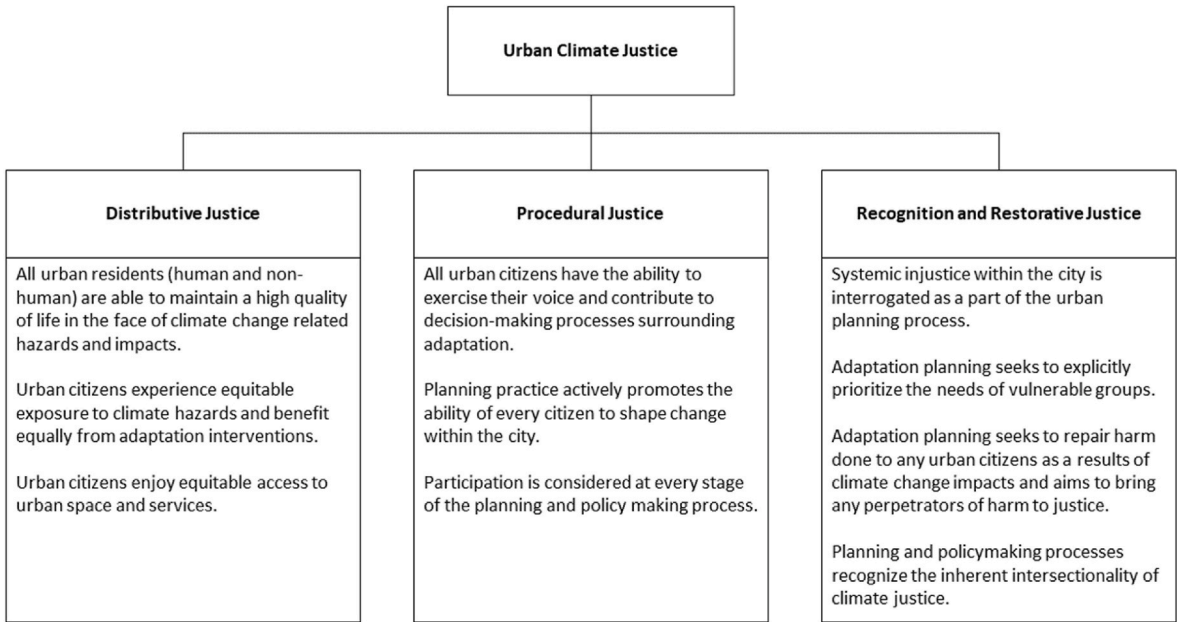 Urban Climate Justice
Distributive Justice
All urban residents (human and non-
human) are able to maintain a high quality
of life in the face of climate change related
hazards and impacts.
Urban citizens experience equitable
exposure to climate hazards and benefit
equally from adaptation interventions.
Urban citizens enjoy equitable access to
urban space and services.
Procedural Justice
All urban citizens have the ability to
exercise their voice and contribute to
decision-making processes surrounding
adaptation.
Planning practice actively promotes the
ability of every citizen to shape change
within the city.
Participation is considered at every stage
of the planning and policy making process.
Recognition and Restorative Justice
Systemic injustice within the city is
interrogated as a part of the urban
planning process.
Adaptation planning seeks to explicitly
prioritize the needs of vulnerable groups.
Adaptation planning seeks to repair harm
done to any urban citizens as a results of
climate change impacts and aims to bring
any perpetrators of harm to justice.
Planning and policymaking processes
recognize the inherent intersectionality of
climate justice.